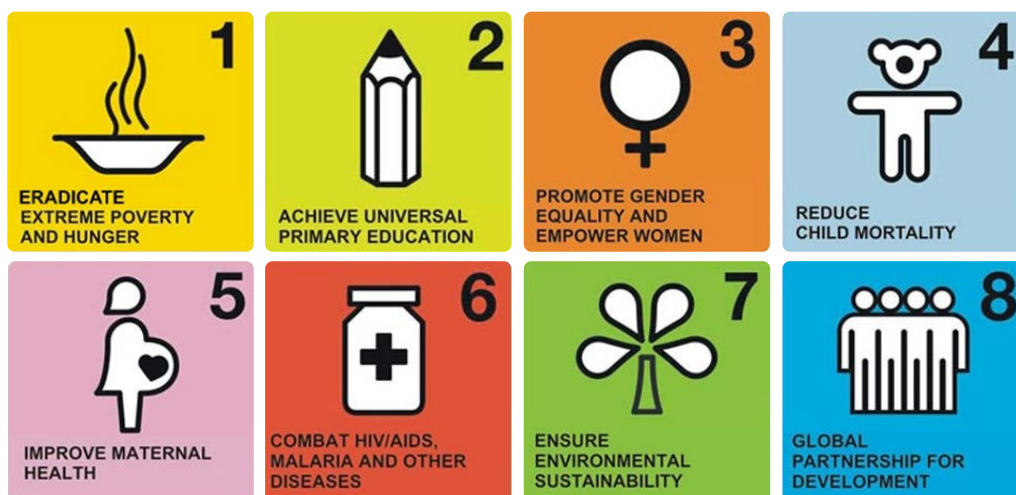 1
ERADICATE
EXTREME POVERTY
AND HUNGER
2
ACHIEVE UNIVERSAL
PRIMARY EDUCATION
3
PROMOTE GENDER
EQUALITY AND
EMPOWER WOMEN
4
REDUCE
CHILD MORTALITY
5
IMPROVE MATERNAL
HEALTH
6
COMBAT HIV/AIDS,
MALARIA AND OTHER
DISEASES
7
ENSURE
ENVIRONMENTAL
SUSTAINABILITY
8
GLOBAL
PARTNERSHIP FOR
DEVELOPMENT